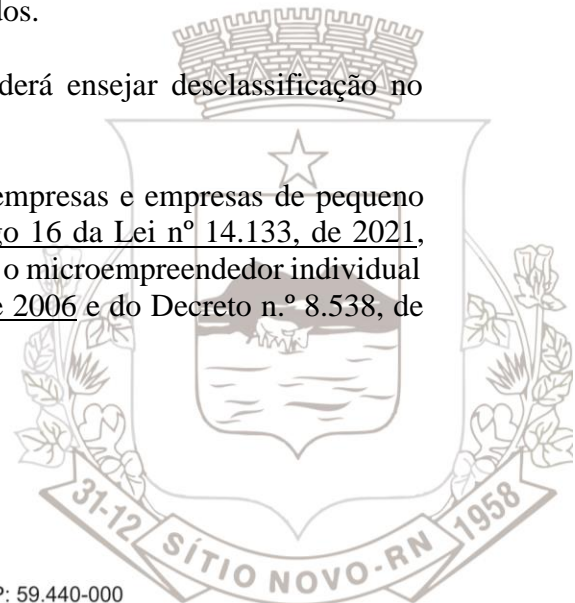 dos.
derá ensejar desclassificação no
empresas e empresas de pequeno
go 16 da Lei nº 14.133, de 2021,
o microempreendedor individual
e 2006 e do Decreto n.º 8.538, de
31-12 SÍTIO NOVO-RN 1958
P: 59.440-000